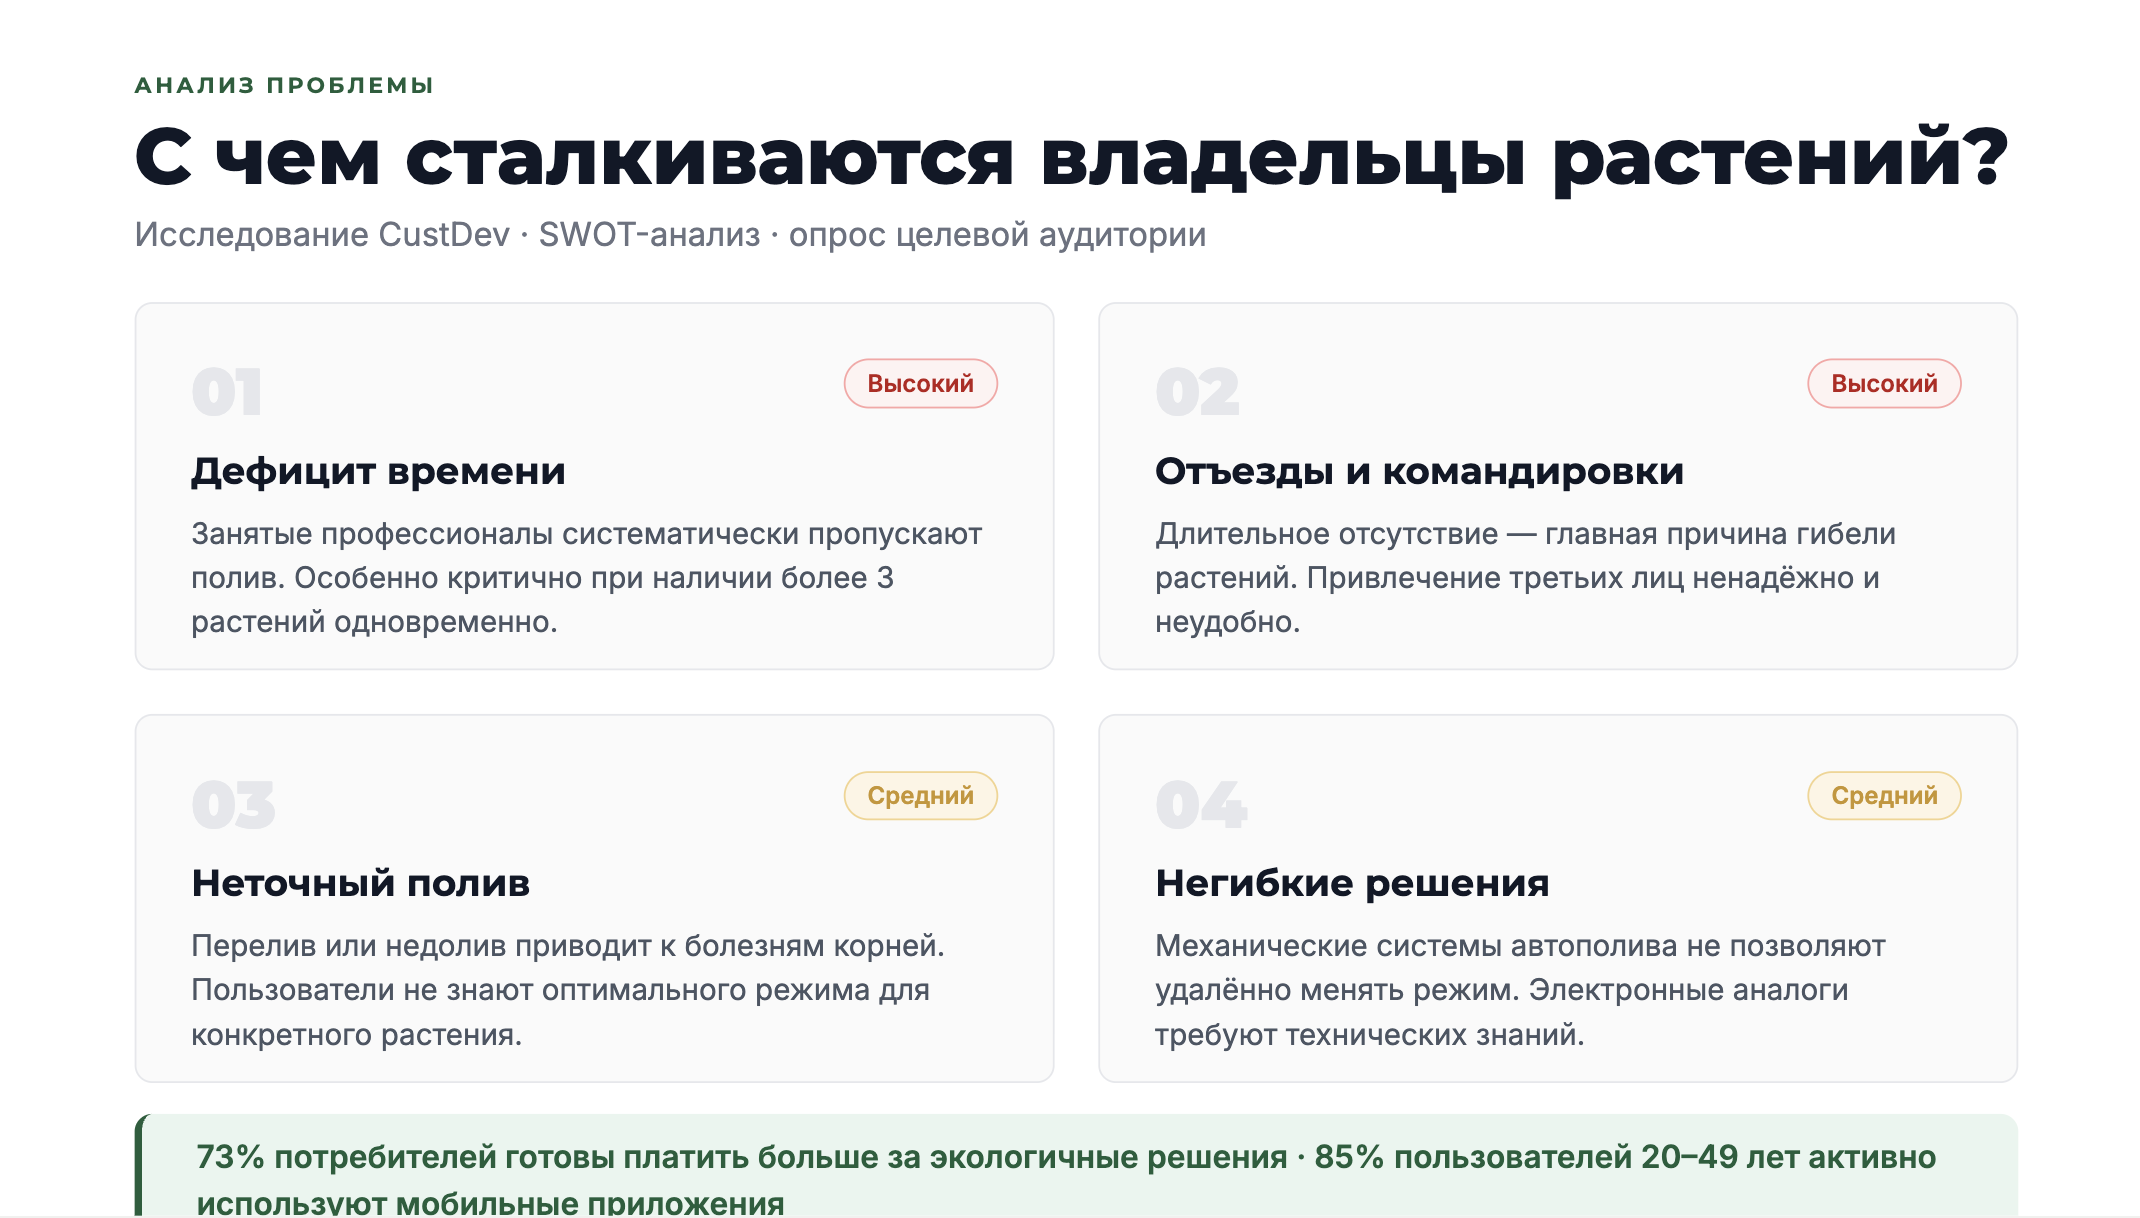 АНАЛИЗ ПРОБЛЕМЫ
С чем сталкиваются владельцы растений?
Исследование CustDev · SWOT-анализ · опрос целевой аудитории
01
Высокий
Дефицит времени
Занятые профессионалы систематически пропускают
полив. Особенно критично при наличии более 3
растений одновременно.
02
Высокий
Отъезды и командировки
Длительное отсутствие — главная причина гибели
растений. Привлечение третьих лиц ненадёжно и
неудобно.
03
Средний
Неточный полив
Перелив или недолив приводит к болезням корней.
Пользователи не знают оптимального режима для
конкретного растения.
04
Средний
Негибкие решения
Механические системы автополива не позволяют
удалённо менять режим. Электронные аналоги
требуют технических знаний.
73% потребителей готовы платить больше за экологичные решения · 85% пользователей 20–49 лет активно
используют мобильные приложения